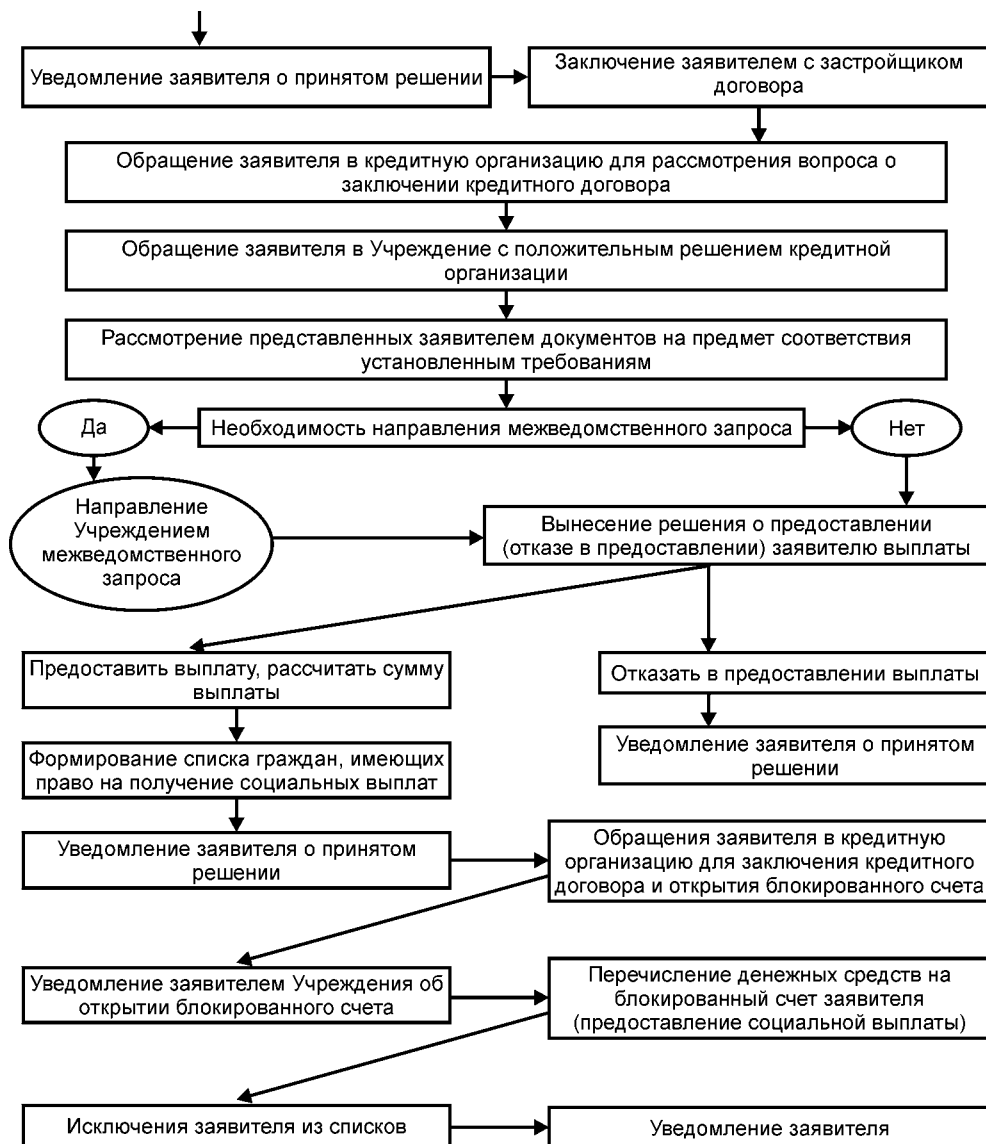 Уведомление заявителя о принятом решении
Заключение заявителем с застройщиком
договора
Обращение заявителя в кредитную организацию для рассмотрения вопроса о
заключении кредитного договора
Обращение заявителя в Учреждение с положительным решением кредитной
организации
Рассмотрение представленных заявителем документов на предмет соответствия
установленным требованиям
Да
Необходимость направления межведомственного запроса
Нет
Направление
Учреждением
межведомственного
запроса
Вынесение решения о предоставлении
(отказе в предоставлении) заявителю выплаты
Предоставить выплату, рассчитать сумму
выплаты
Отказать в предоставлении выплаты
Формирование списка граждан, имеющих
право на получение социальных выплат
Уведомление заявителя о принятом
решении
Уведомление заявителя о принятом
решении
Обращения заявителя в кредитную
организацию для заключения кредитного
договора и открытия блокированного счета
Уведомление заявителем Учреждения об
открытии блокированного счета
Перечисление денежных средств на
блокированный счет заявителя
(предоставление социальной выплаты)
Исключения заявителя из списков
Уведомление заявителя